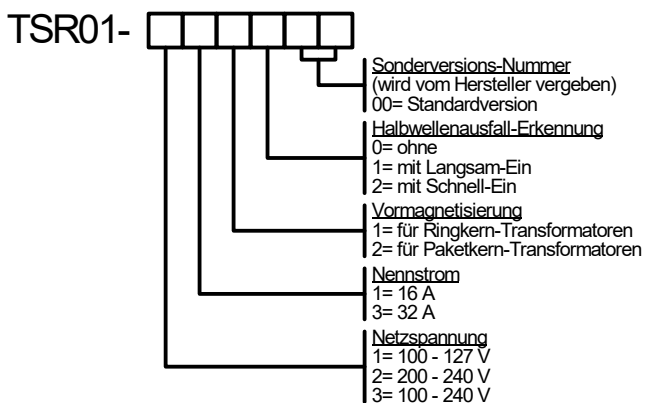 TSR01-
Sonderversions-Nummer
(wird vom Hersteller vergeben)
00= Standardversion
Halbwellenausfall-Erkennung
0= ohne
1= mit Langsam-Ein
2= mit Schnell-Ein
Vormagnetisierung
1= für Ringkern-Transformatoren
2= für Paketkern-Transformatoren
Nennstrom
1= 16 A
3= 32 A
Netzspannung
1= 100 - 127 V
2= 200 - 240 V
3= 100 - 240 V